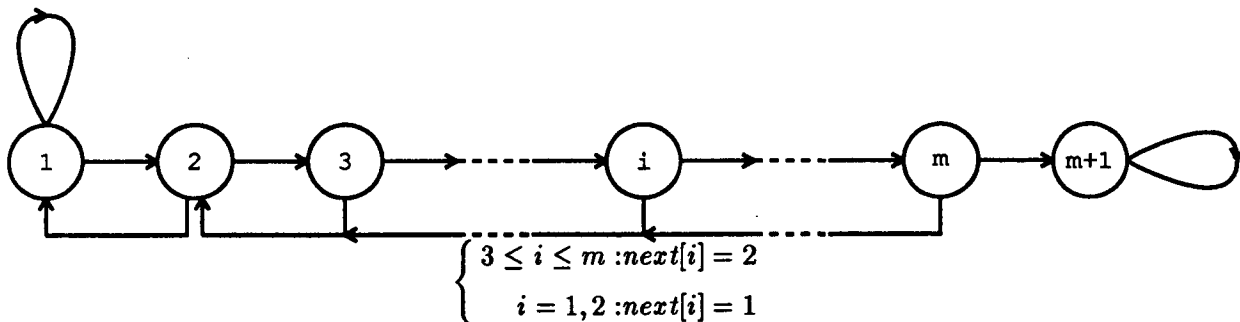 1 2 3 i m m+1
3 ≤ i ≤ m :next[i] = 2
i = 1,2 :next[i] = 1